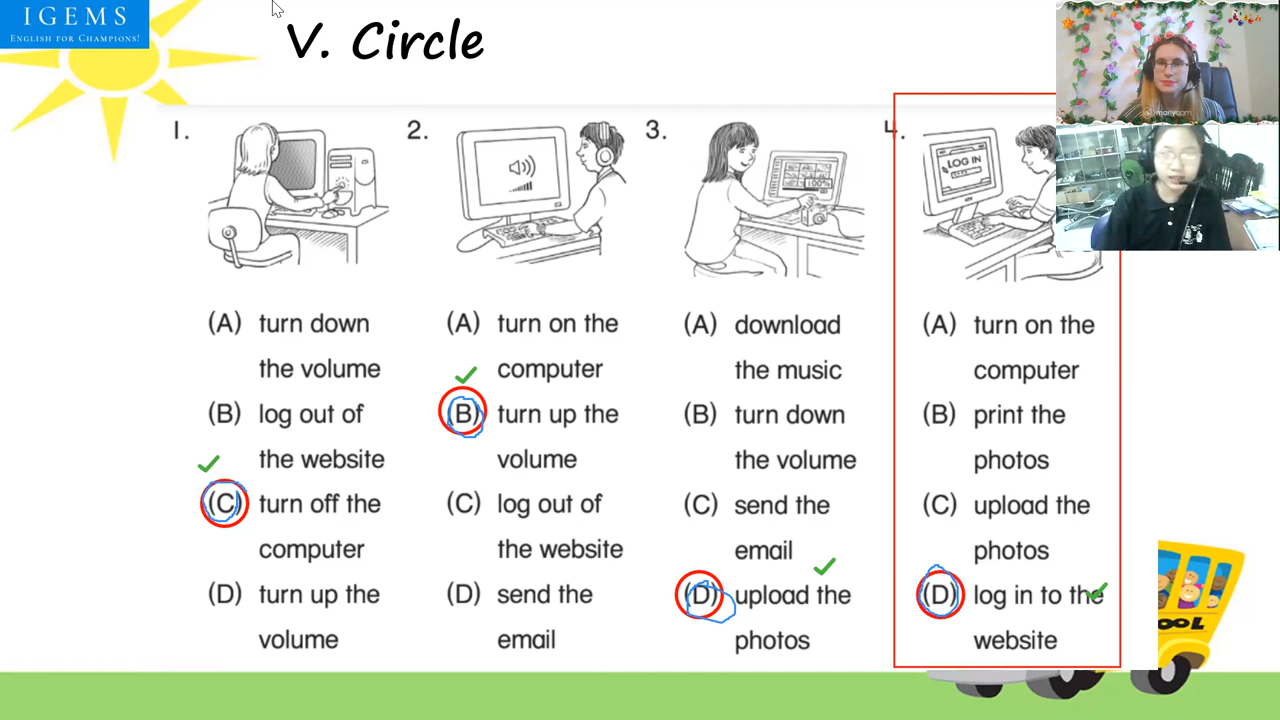 IGEMS
ENGLISH FOR CHAMPIONS!
V. Circle
1.
(A) turn down
the volume
(B) log out of
the website
(C) turn off the
computer
(D) turn up the
volume
2.
(A) turn on the
computer
(B) turn up the
volume
(C) log out of
the website
(D) send the
email
3.
100%
(A) download
the music
(B) turn down
the volume
(C) send the
email
(D) upload the
photos
4.
LOG IN
(A) turn on the
computer
(B) print the
photos
(C) upload the
photos
(D) log in to the
website
manycam
OOL